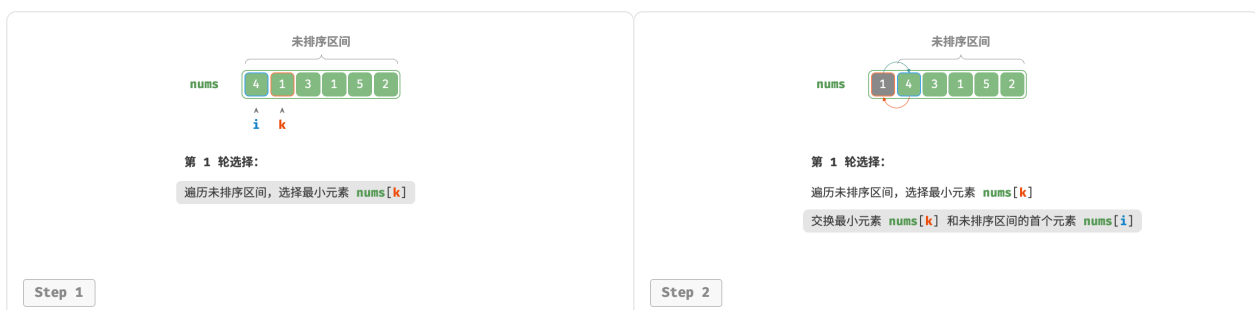 未排序区间
nums 4 1 3 1 5 2
i k
第 1 轮选择：
遍历未排序区间，选择最小元素 nums[k]
Step 1
未排序区间
nums 1 4 3 1 5 2
第 1 轮选择：
遍历未排序区间，选择最小元素 nums[k]
交换最小元素 nums[k] 和未排序区间的首个元素 nums[i]
Step 2